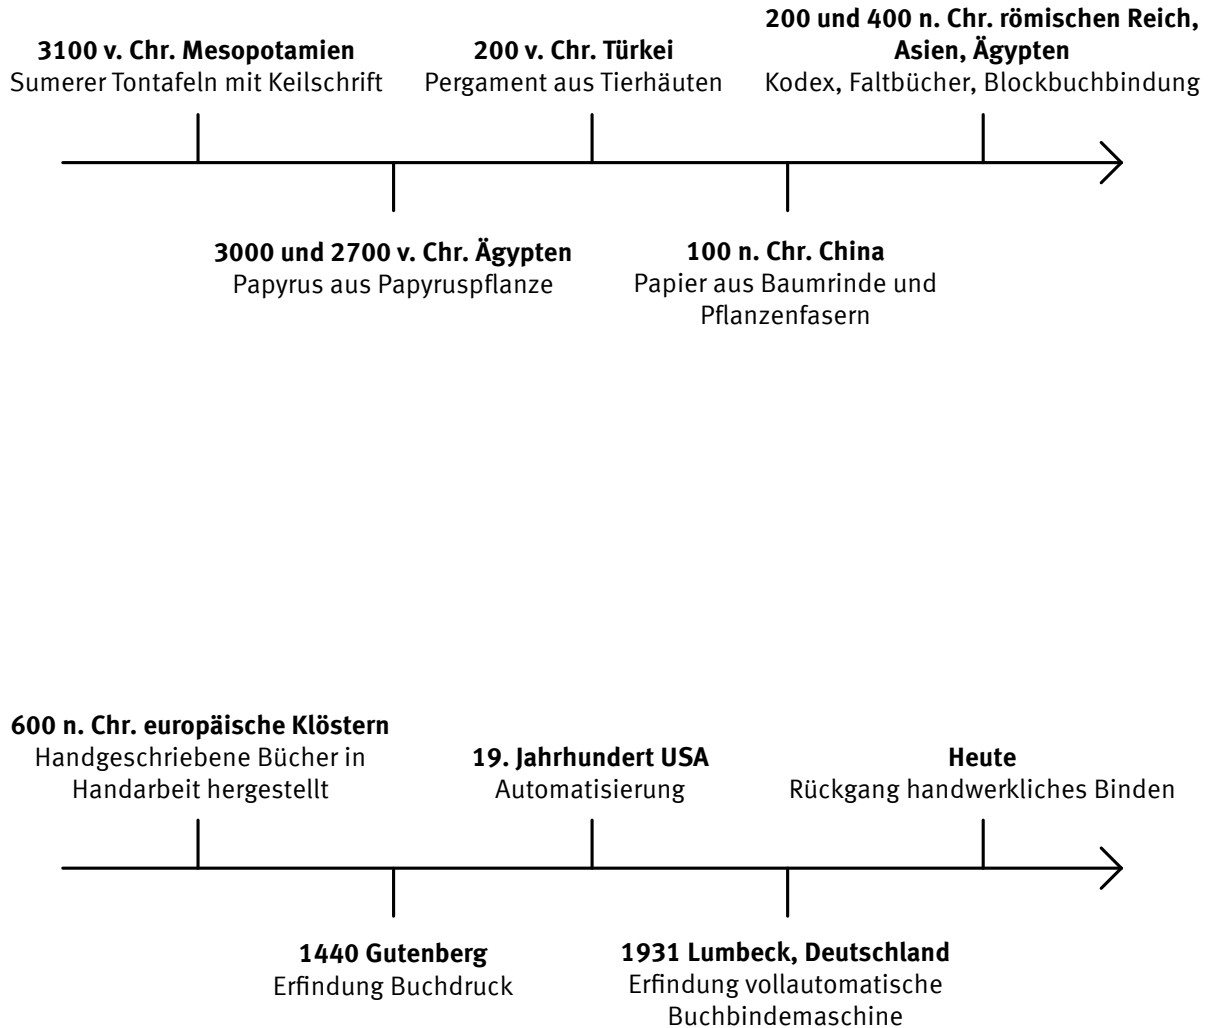 3100 v. Chr. Mesopotamien
Sumerer Tontafeln mit Keilschrift
200 v. Chr. Türkei
Pergament aus Tierhäuten
200 und 400 n. Chr. römischen Reich,
Asien, Ägypten
Kodex, Faltbücher, Blockbuchbindung
3000 und 2700 v. Chr. Ägypten
Papyrus aus Papyruspflanze
100 n. Chr. China
Papier aus Baumrinde und
Pflanzenfasern
600 n. Chr. europäische Klöstern
Handgeschriebene Bücher in
Handarbeit hergestellt
19. Jahrhundert USA
Automatisierung
Heute
Rückgang handwerkliches Binden
1440 Gutenberg
Erfindung Buchdruck
1931 Lumbeck, Deutschland
Erfindung vollautomatische
Buchbindemaschine